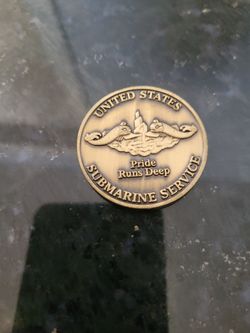 UNITED STATES
Pride
Runs Deep
SUBMARINE SERVICE